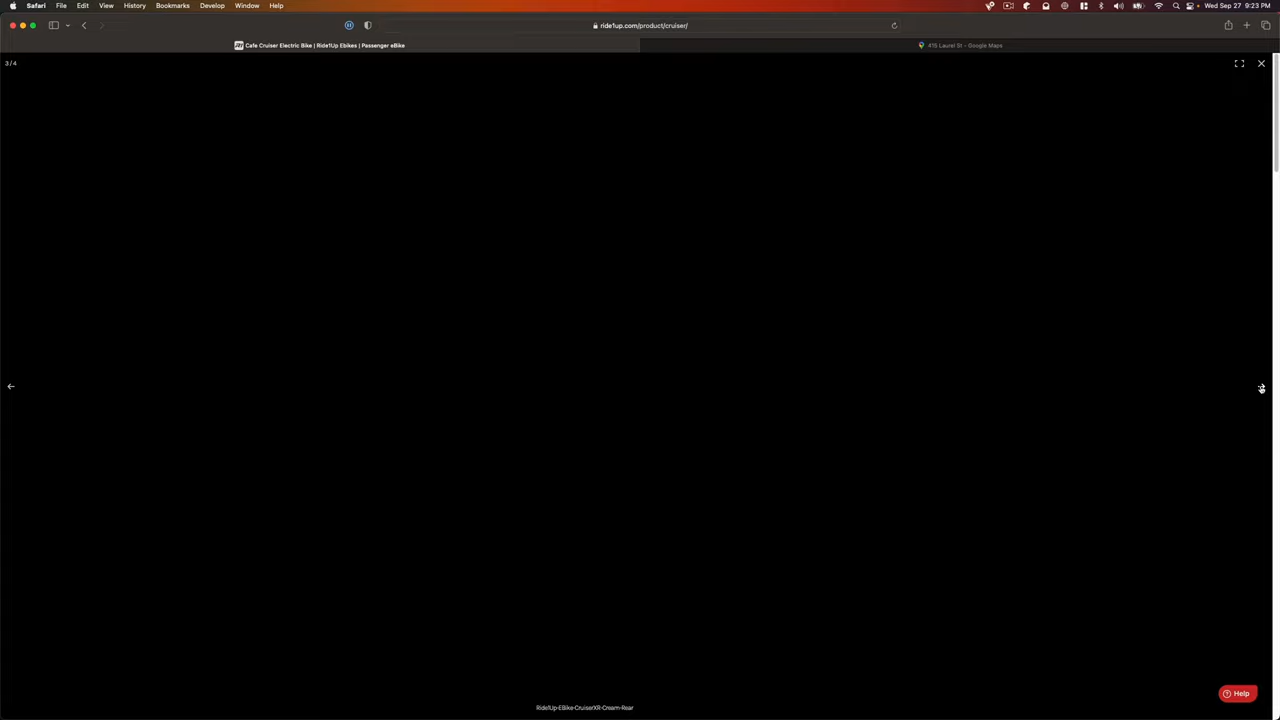 Safari File Edit View History Bookmarks Develop Window Help Wed Sep 27 9:23 PM
ride1up.com/product/cruiser/
Cafe Cruiser Electric Bike | Ride1Up Ebikes | Passenger eBike 415 Laurel St - Google Maps
3 / 4
Help
Ride1Up-EBike-CruiserXR-Cream-Rear